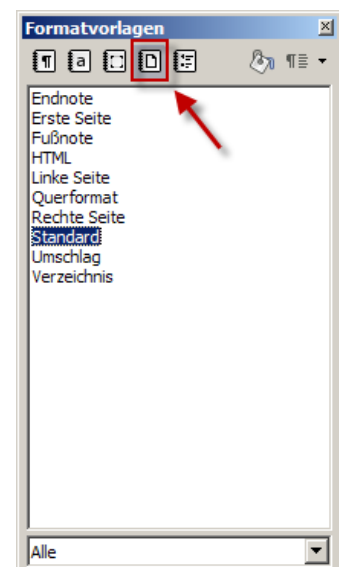 Formatvorlagen
Endnote
Erste Seite
Fußnote
HTML
Linke Seite
Querformat
Rechte Seite
Standard
Umschlag
Verzeichnis
Alle